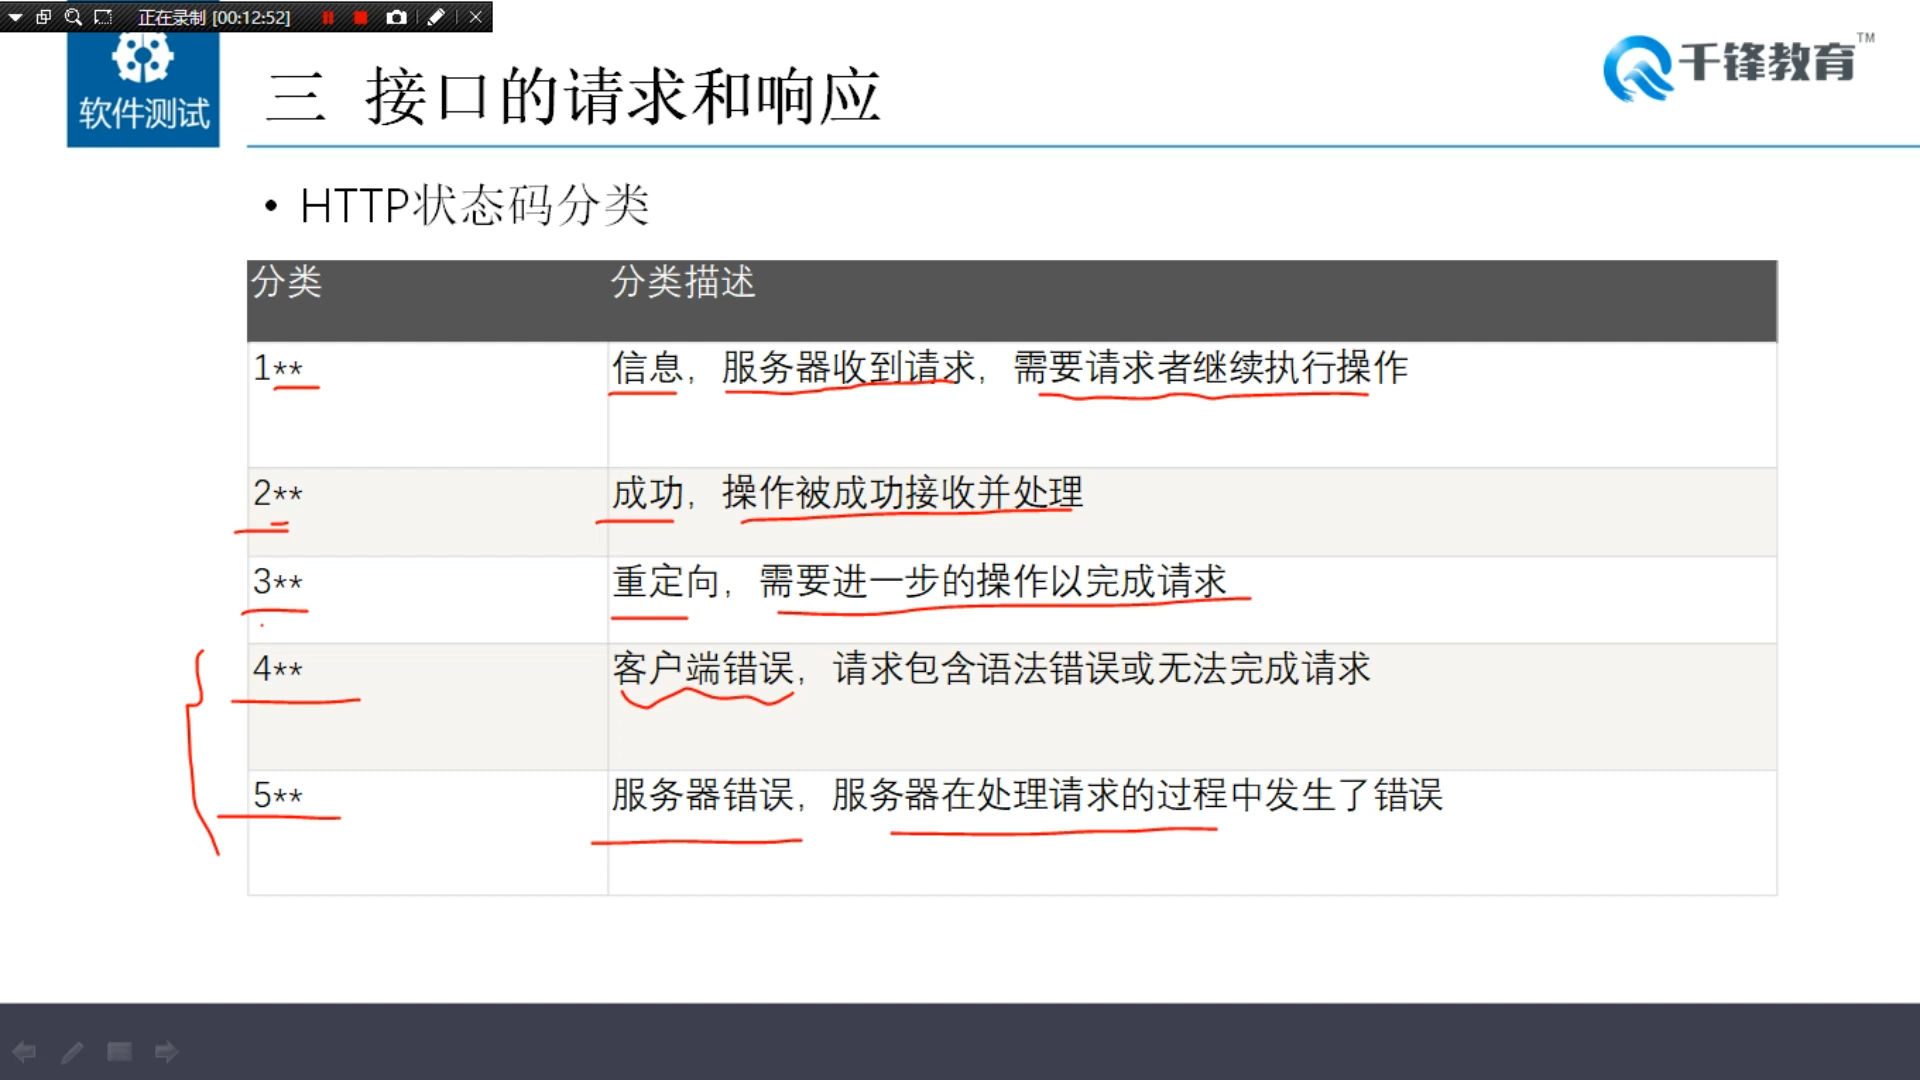 正在录制 [00:12:52]
软件测试
三 接口的请求和响应
千锋教育™
• HTTP状态码分类
分类 分类描述
1** 信息，服务器收到请求，需要请求者继续执行操作
2** 成功，操作被成功接收并处理
3** 重定向，需要进一步的操作以完成请求
4** 客户端错误，请求包含语法错误或无法完成请求
5** 服务器错误，服务器在处理请求的过程中发生了错误